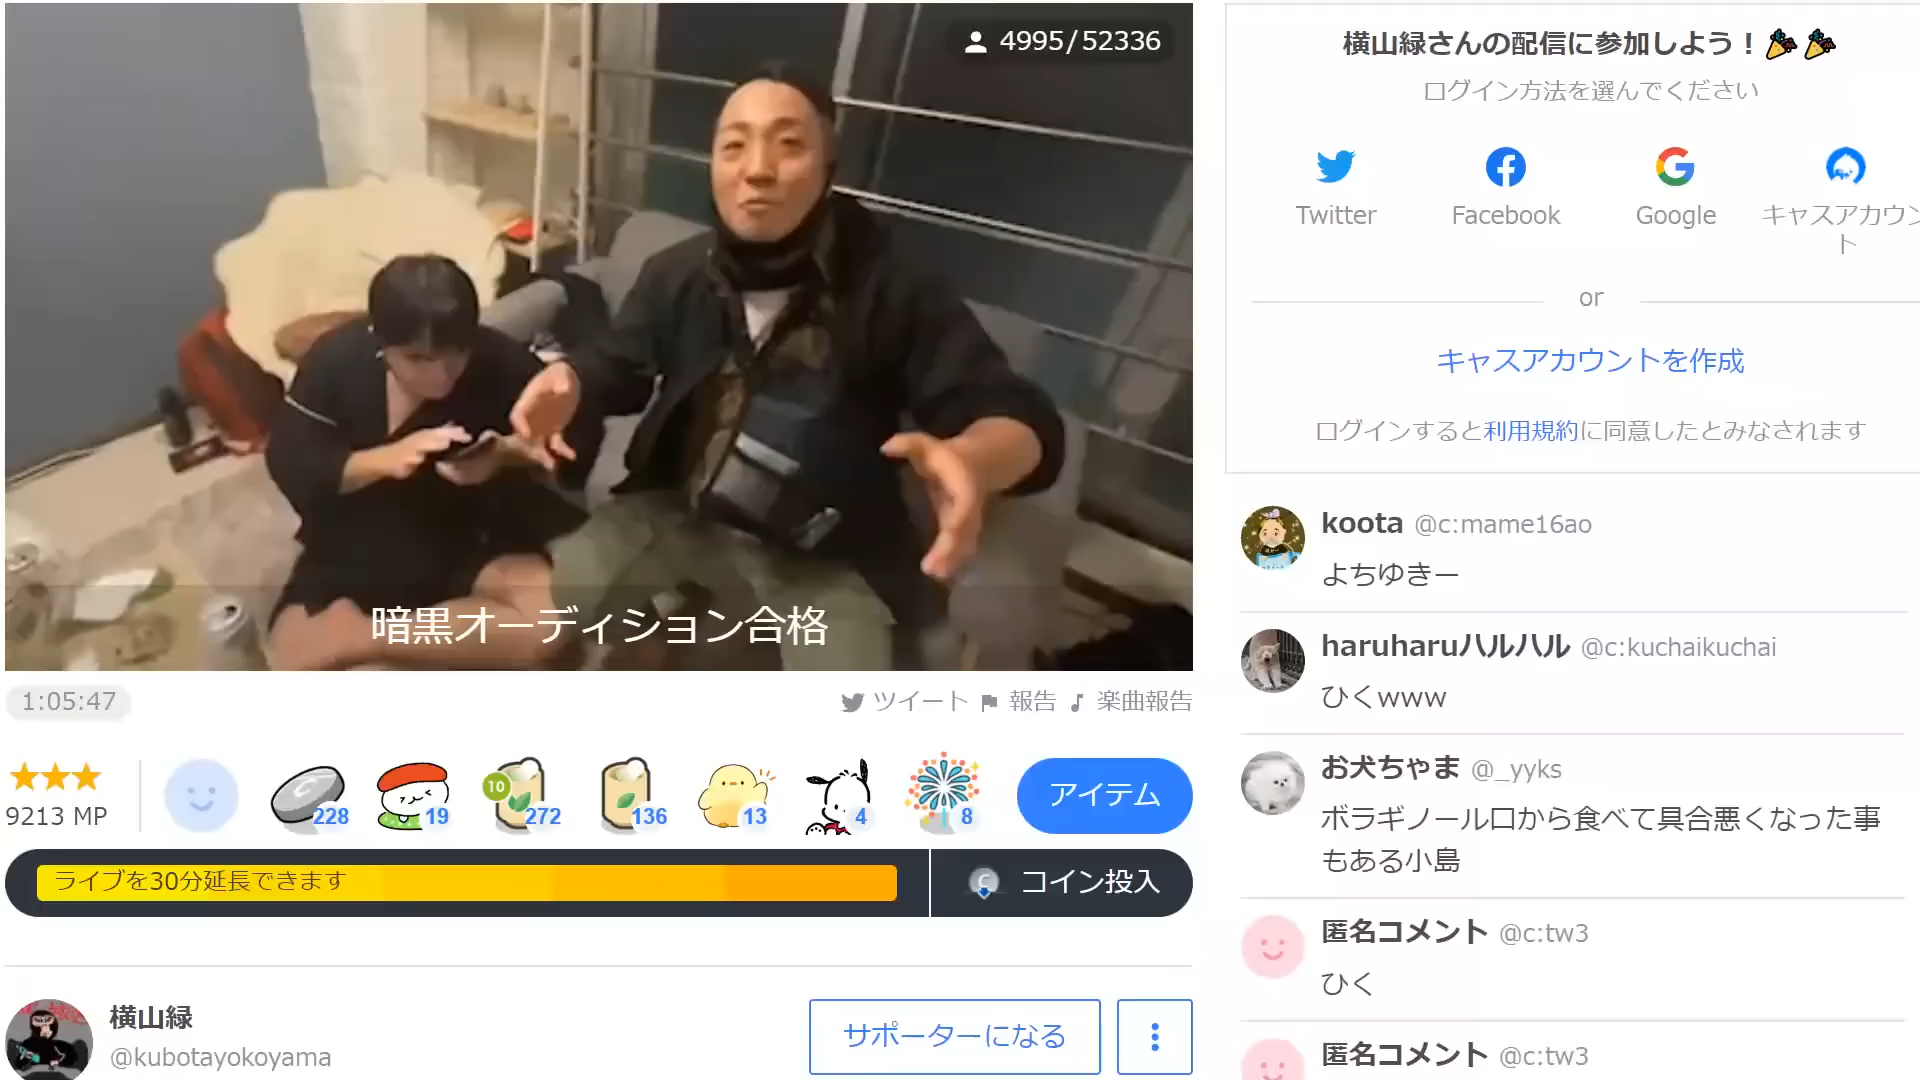 4995/52336
暗黒オーディション合格
1:05:47
ツイート 報告 楽曲報告
9213 MP
228
19
10
272
136
13
4
8
アイテム
ライブを30分延長できます
コイン投入
横山緑
@kubotayokoyama
サポーターになる
横山緑さんの配信に参加しよう!
ログイン方法を選んでください
Twitter
Facebook
Google
キャスアカウン
ト
or
キャスアカウントを作成
ログインすると利用規約に同意したとみなされます
koota @c:mame16ao
よちゆきー
haruharuハルハル @c:kuchaikuchai
ひくwww
お犬ちゃま @_yyks
ボラギノール口から食べて具合悪くなった事
もある小島
匿名コメント @c:tw3
ひく
匿名コメント @c:tw3